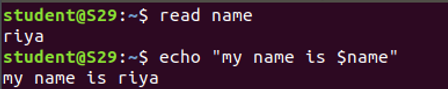 student@S29:~$ read name
riya
student@S29:~$ echo "my name is $name"
my name is riya